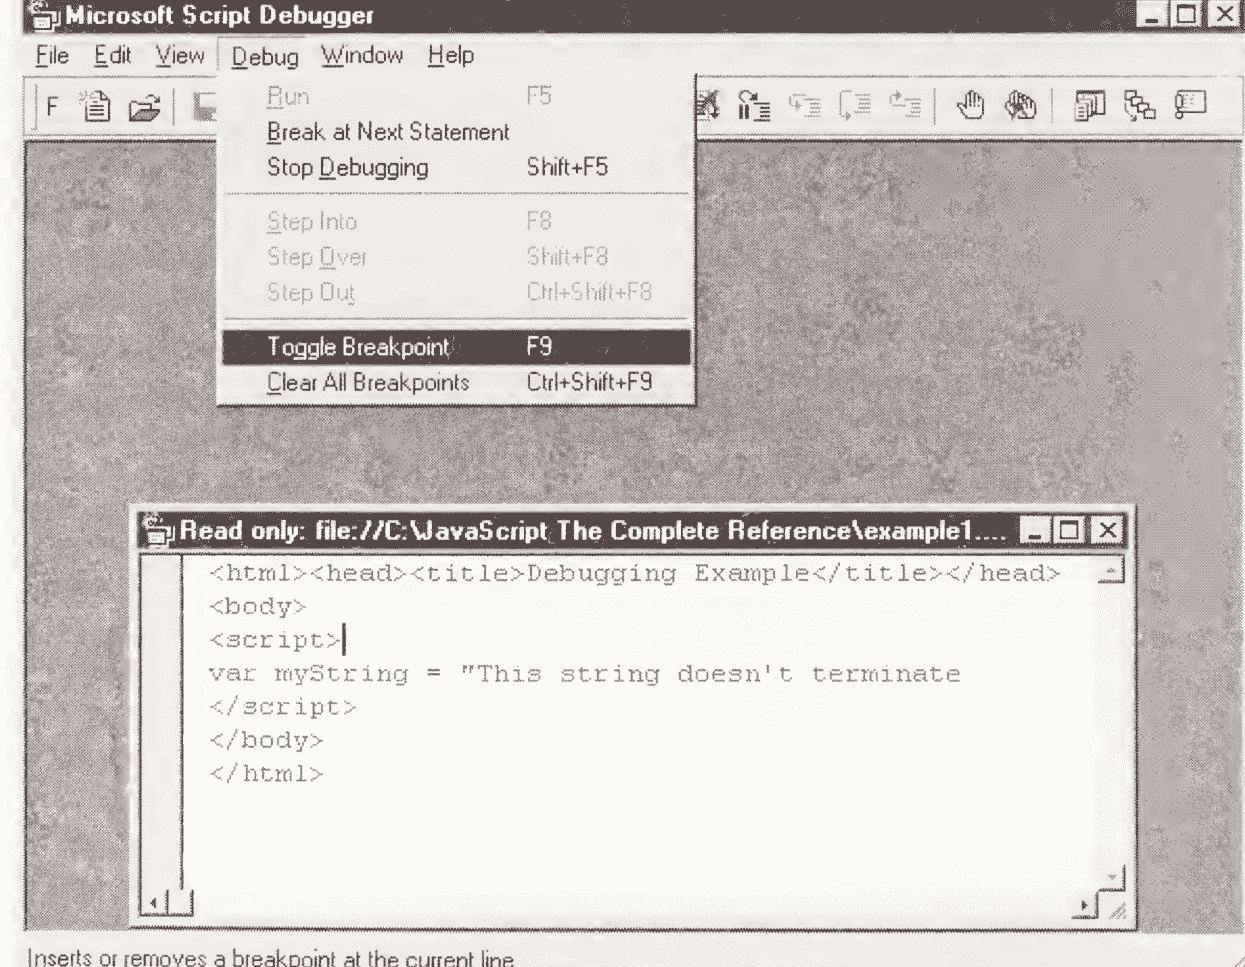 Microsoft Script Debugger
File Edit View Debug Window Help
F
Run F5
Break at Next Statement
Stop Debugging Shift+F5
Step Into F8
Step Over Shift+F8
Step Out Ctrl+Shift+F8
Toggle Breakpoint F9
Clear All Breakpoints Ctrl+Shift+F9
Read only: file://C:\JavaScript The Complete Reference\example1....
<html><head><title>Debugging Example</title></head>
<body>
<script>
var myString = "This string doesn't terminate
</script>
</body>
</html>
Inserts or removes a breakpoint at the current line